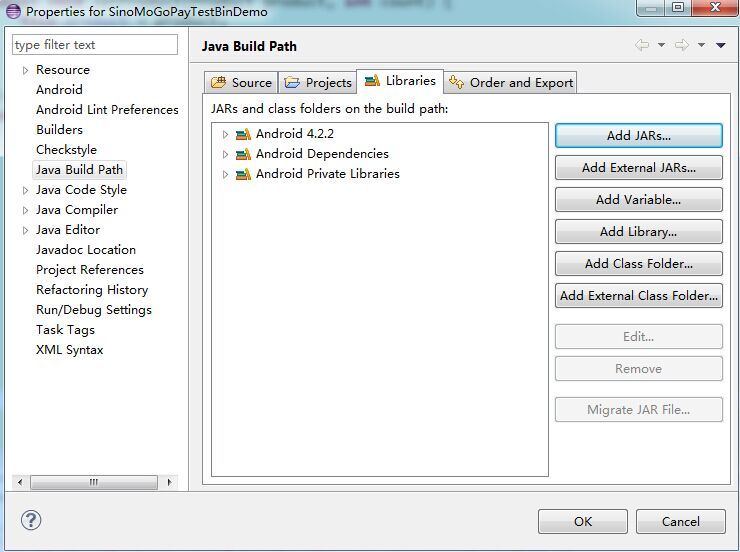 Properties for SinoMoGoPayTestBinDemo
type filter text
Resource
Android
Android Lint Preferences
Builders
Checkstyle
Java Build Path
Java Code Style
Java Compiler
Java Editor
Javadoc Location
Project References
Refactoring History
Run/Debug Settings
Task Tags
XML Syntax
Java Build Path
Source Projects Libraries Order and Export
JARs and class folders on the build path:
Android 4.2.2
Android Dependencies
Android Private Libraries
Add JARs...
Add External JARs...
Add Variable...
Add Library...
Add Class Folder...
Add External Class Folder...
Edit...
Remove
Migrate JAR File...
OK Cancel